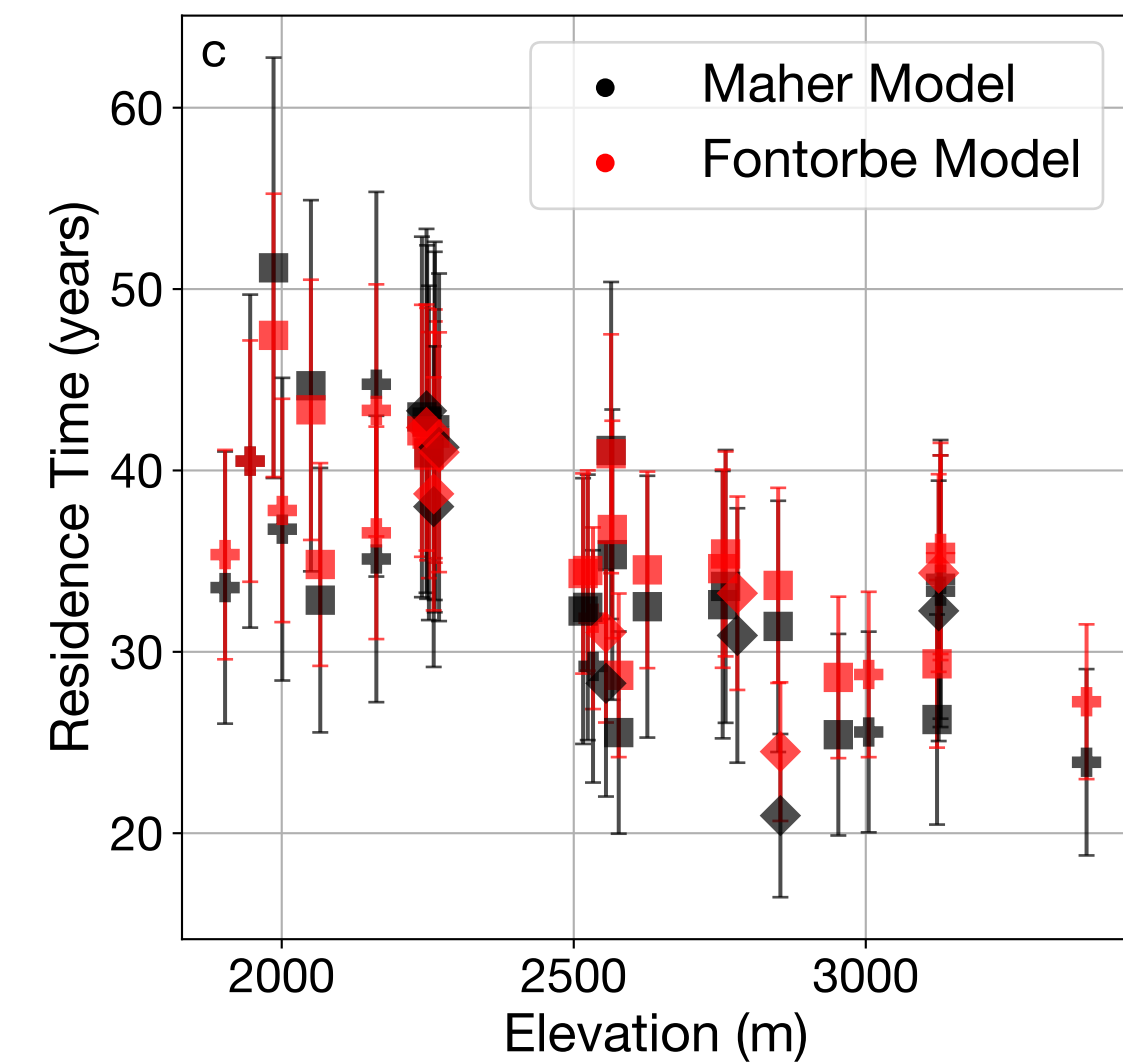 c
Maher Model
Fontorbe Model
60
50
40
30
20
Residence Time (years)
2000 2500 3000
Elevation (m)